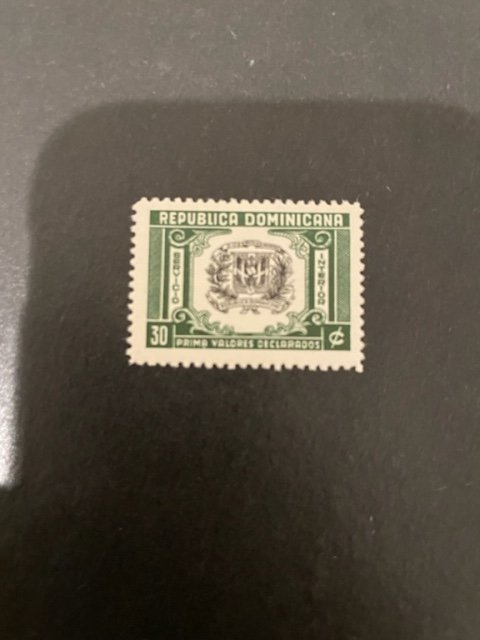 REPUBLICA DOMINICANA
SERVICIO
INTERIOR
30 ¢
PRIMA VALORES DECLARADOS